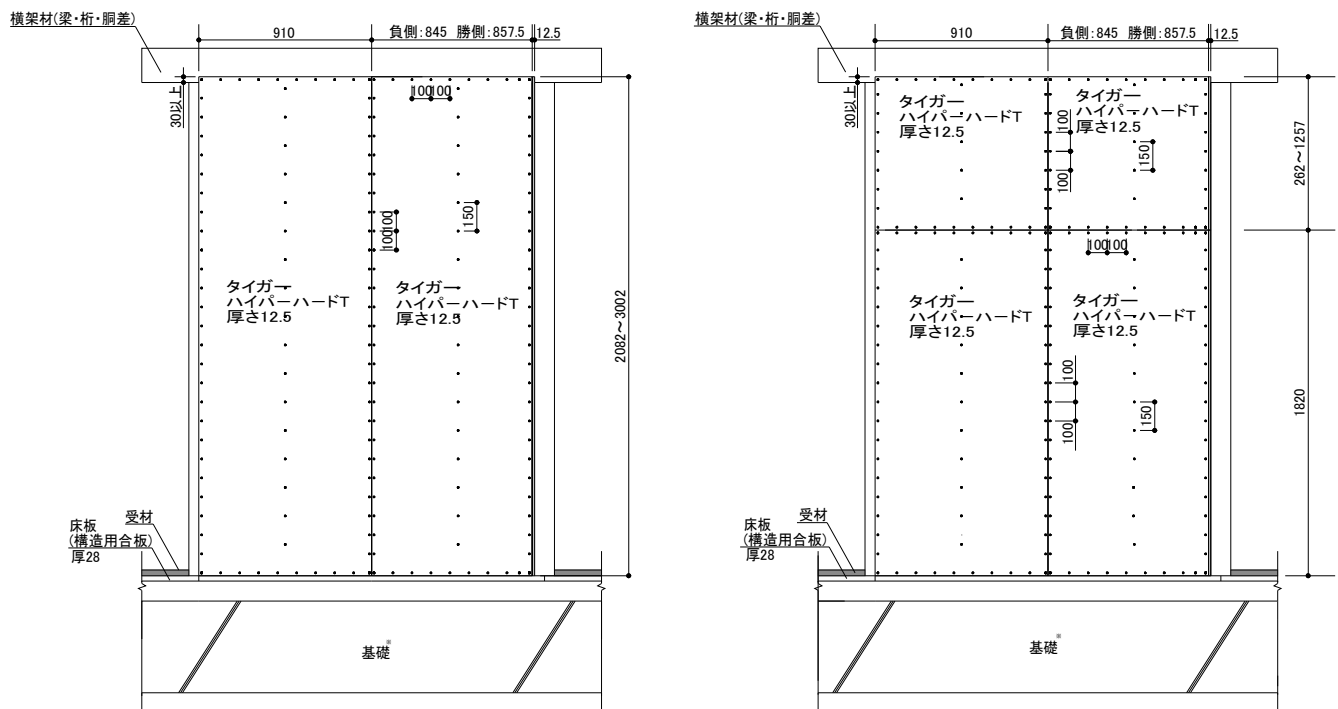 横架材(梁・桁・胴差)
910
負側:845 勝側:857.5
12.5
30以上
100100
100100
150
タイガー
ハイパーハードT
厚さ12.5
タイガー
ハイパーハードT
厚さ12.5
2082~3002
床板
(構造用合板)
厚28
受材
基礎※
横架材(梁・桁・胴差)
910
負側:845 勝側:857.5
12.5
30以上
タイガー
ハイパーハードT
厚さ12.5
タイガー
ハイパーハードT
厚さ12.5
100
100
150
262~1257
100100
タイガー
ハイパーハードT
厚さ12.5
タイガー
ハイパーハードT
厚さ12.5
100
100
150
1820
床板
(構造用合板)
厚28
受材
基礎※